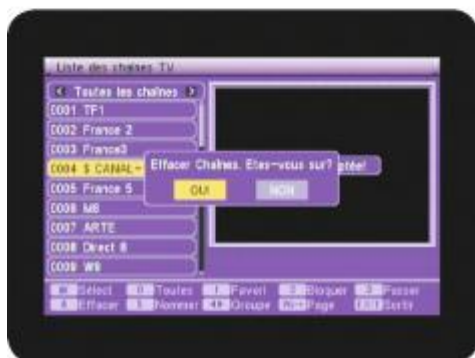 Liste des chaînes TV
Toutes les chaînes
0001 TF1
0002 France 2
0003 France3
0004 $ CANAL+
Effacer Chaînes. Etes-vous sur?
OUI
NON
0005 France 5
0006 M6
0007 ARTE
0008 Direct 8
0009 W9
Sélect
Toutes
Favori
Bloquer
Passer
Effacer
Nommer
Groupe
Page
Sortir